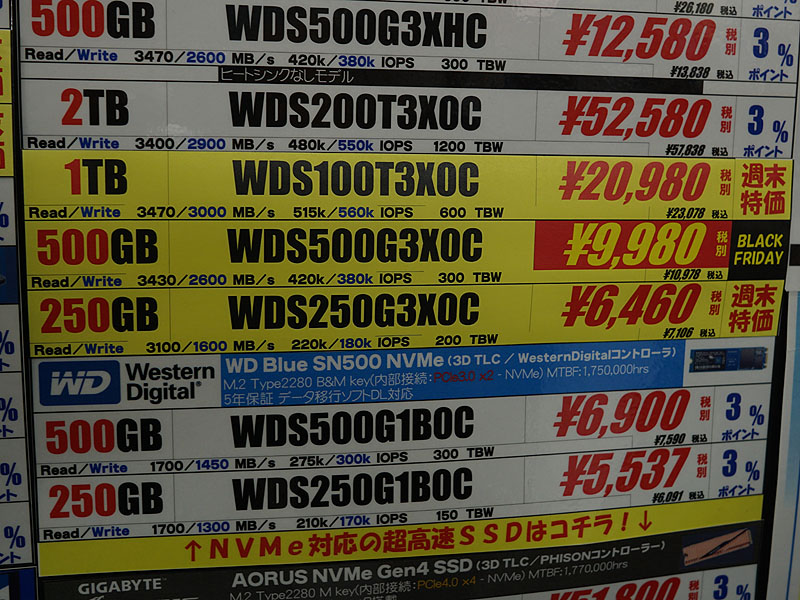 ¥26,180 税込 ポイント
500GB WDS500G3XHC ¥12,580 税別 3%
Read/Write 3470/2600 MB/s 420k/380k IOPS 300 TBW ¥13,838 税込 ポイント
ヒートシンクなしモデル
2TB WDS200T3X0C ¥52,580 税別 3%
Read/Write 3400/2900 MB/s 480k/550k IOPS 1200 TBW ¥57,838 税込 ポイント
1TB WDS100T3X0C ¥20,980 税別 週末特価
Read/Write 3470/3000 MB/s 515k/560k IOPS 600 TBW ¥23,078 税込
500GB WDS500G3X0C ¥9,980 税別 BLACK FRIDAY
Read/Write 3430/2600 MB/s 420k/380k IOPS 300 TBW ¥10,978 税込
250GB WDS250G3X0C ¥6,460 税別 週末特価
Read/Write 3100/1600 MB/s 220k/180k IOPS 200 TBW ¥7,106 税込
WD Western Digital® WD Blue SN500 NVMe (3D TLC / WesternDigitalコントローラ)
M.2 Type2280 B&M key(内部接続:PCIe3.0 x2 - NVMe) MTBF:1,750,000hrs
5年保証 データ移行ソフトDL対応
500GB WDS500G1B0C ¥6,900 税別 3%
Read/Write 1700/1450 MB/s 275k/300k IOPS 300 TBW ¥7,590 税込 ポイント
250GB WDS250G1B0C ¥5,537 税別 3%
Read/Write 1700/1300 MB/s 210k/170k IOPS 150 TBW ¥6,091 税込 ポイント
↑NVMe対応の超高速SSDはコチラ!↓
GIGABYTE™ AORUS NVMe Gen4 SSD (3D TLC/PHISONコントローラー)
M.2 Type2280 M key(内部接続:PCIe4.0 x4 - NVMe) MTBF:1,770,000hrs
¥51,800 税別 3%